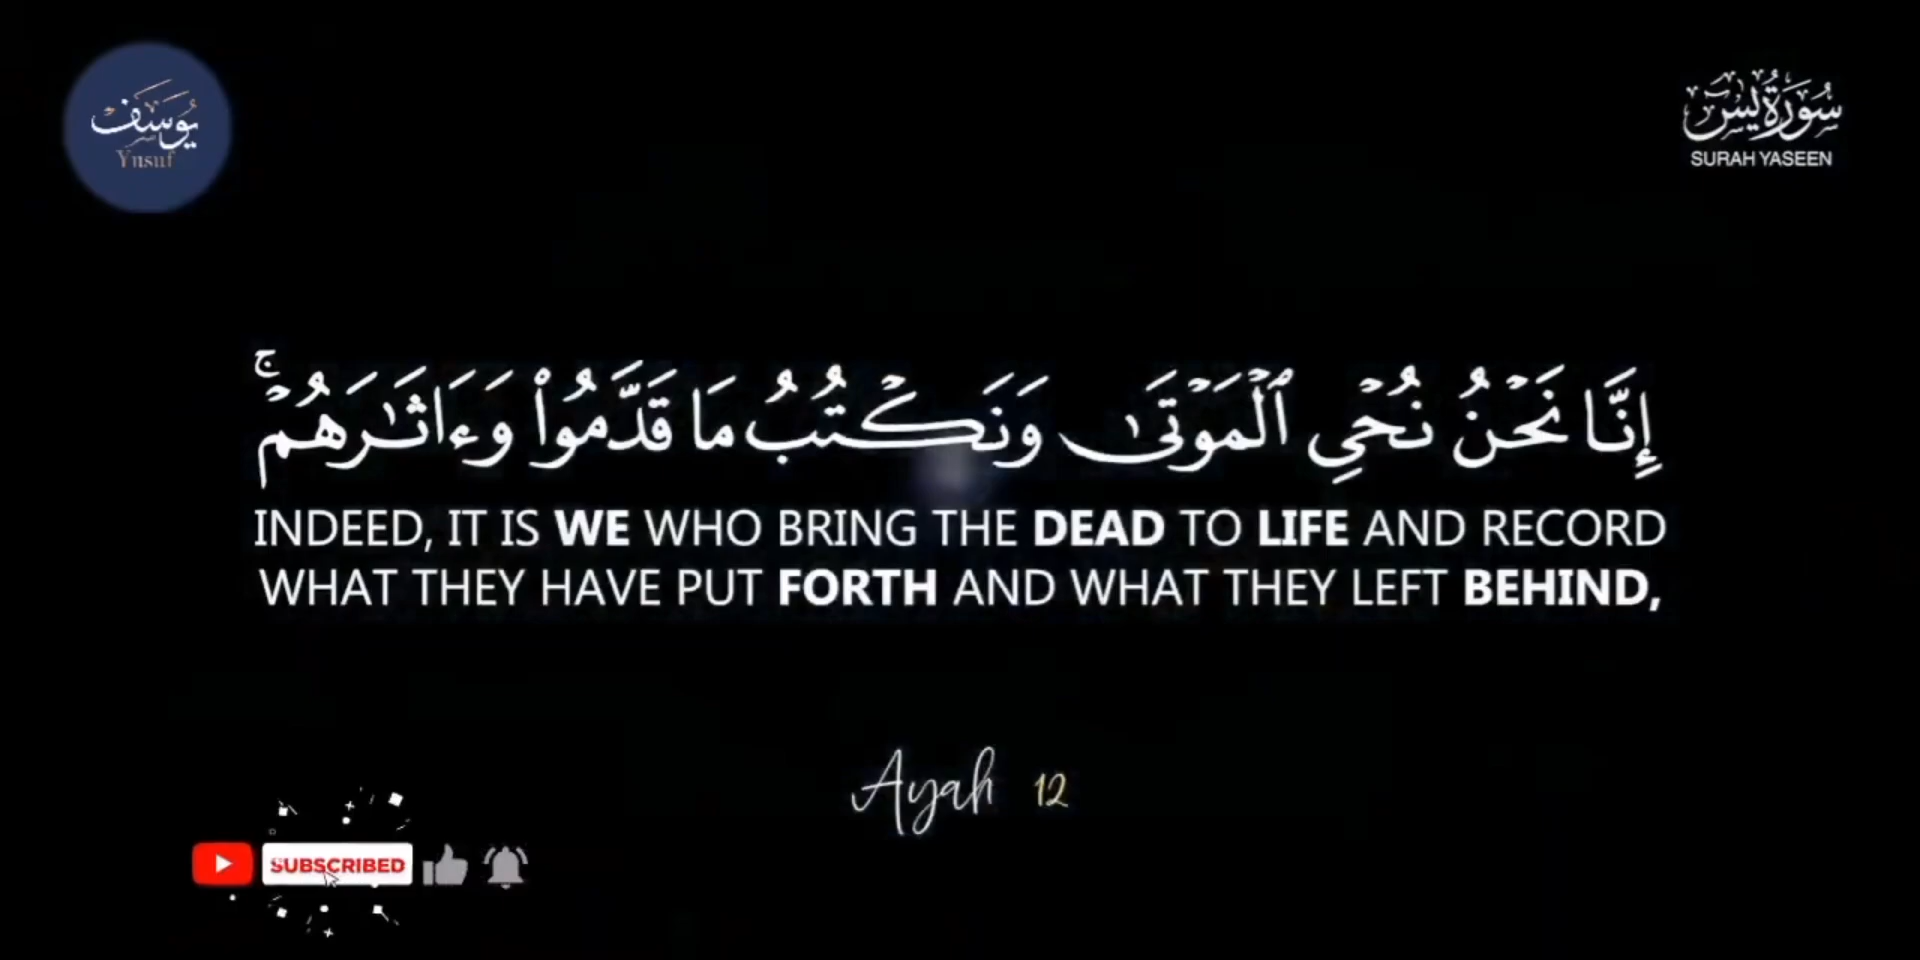 يُوسَف
Yusuf
سُورَةُ يسٓ
SURAH YASEEN
إِنَّا نَحْنُ نُحْىِ ٱلْمَوْتَىٰ وَنَكْتُبُ مَا قَدَّمُوا۟ وَءَاثَـٰرَهُمْ ۚ
INDEED, IT IS WE WHO BRING THE DEAD TO LIFE AND RECORD
WHAT THEY HAVE PUT FORTH AND WHAT THEY LEFT BEHIND,
Ayah 12
SUBSCRIBED